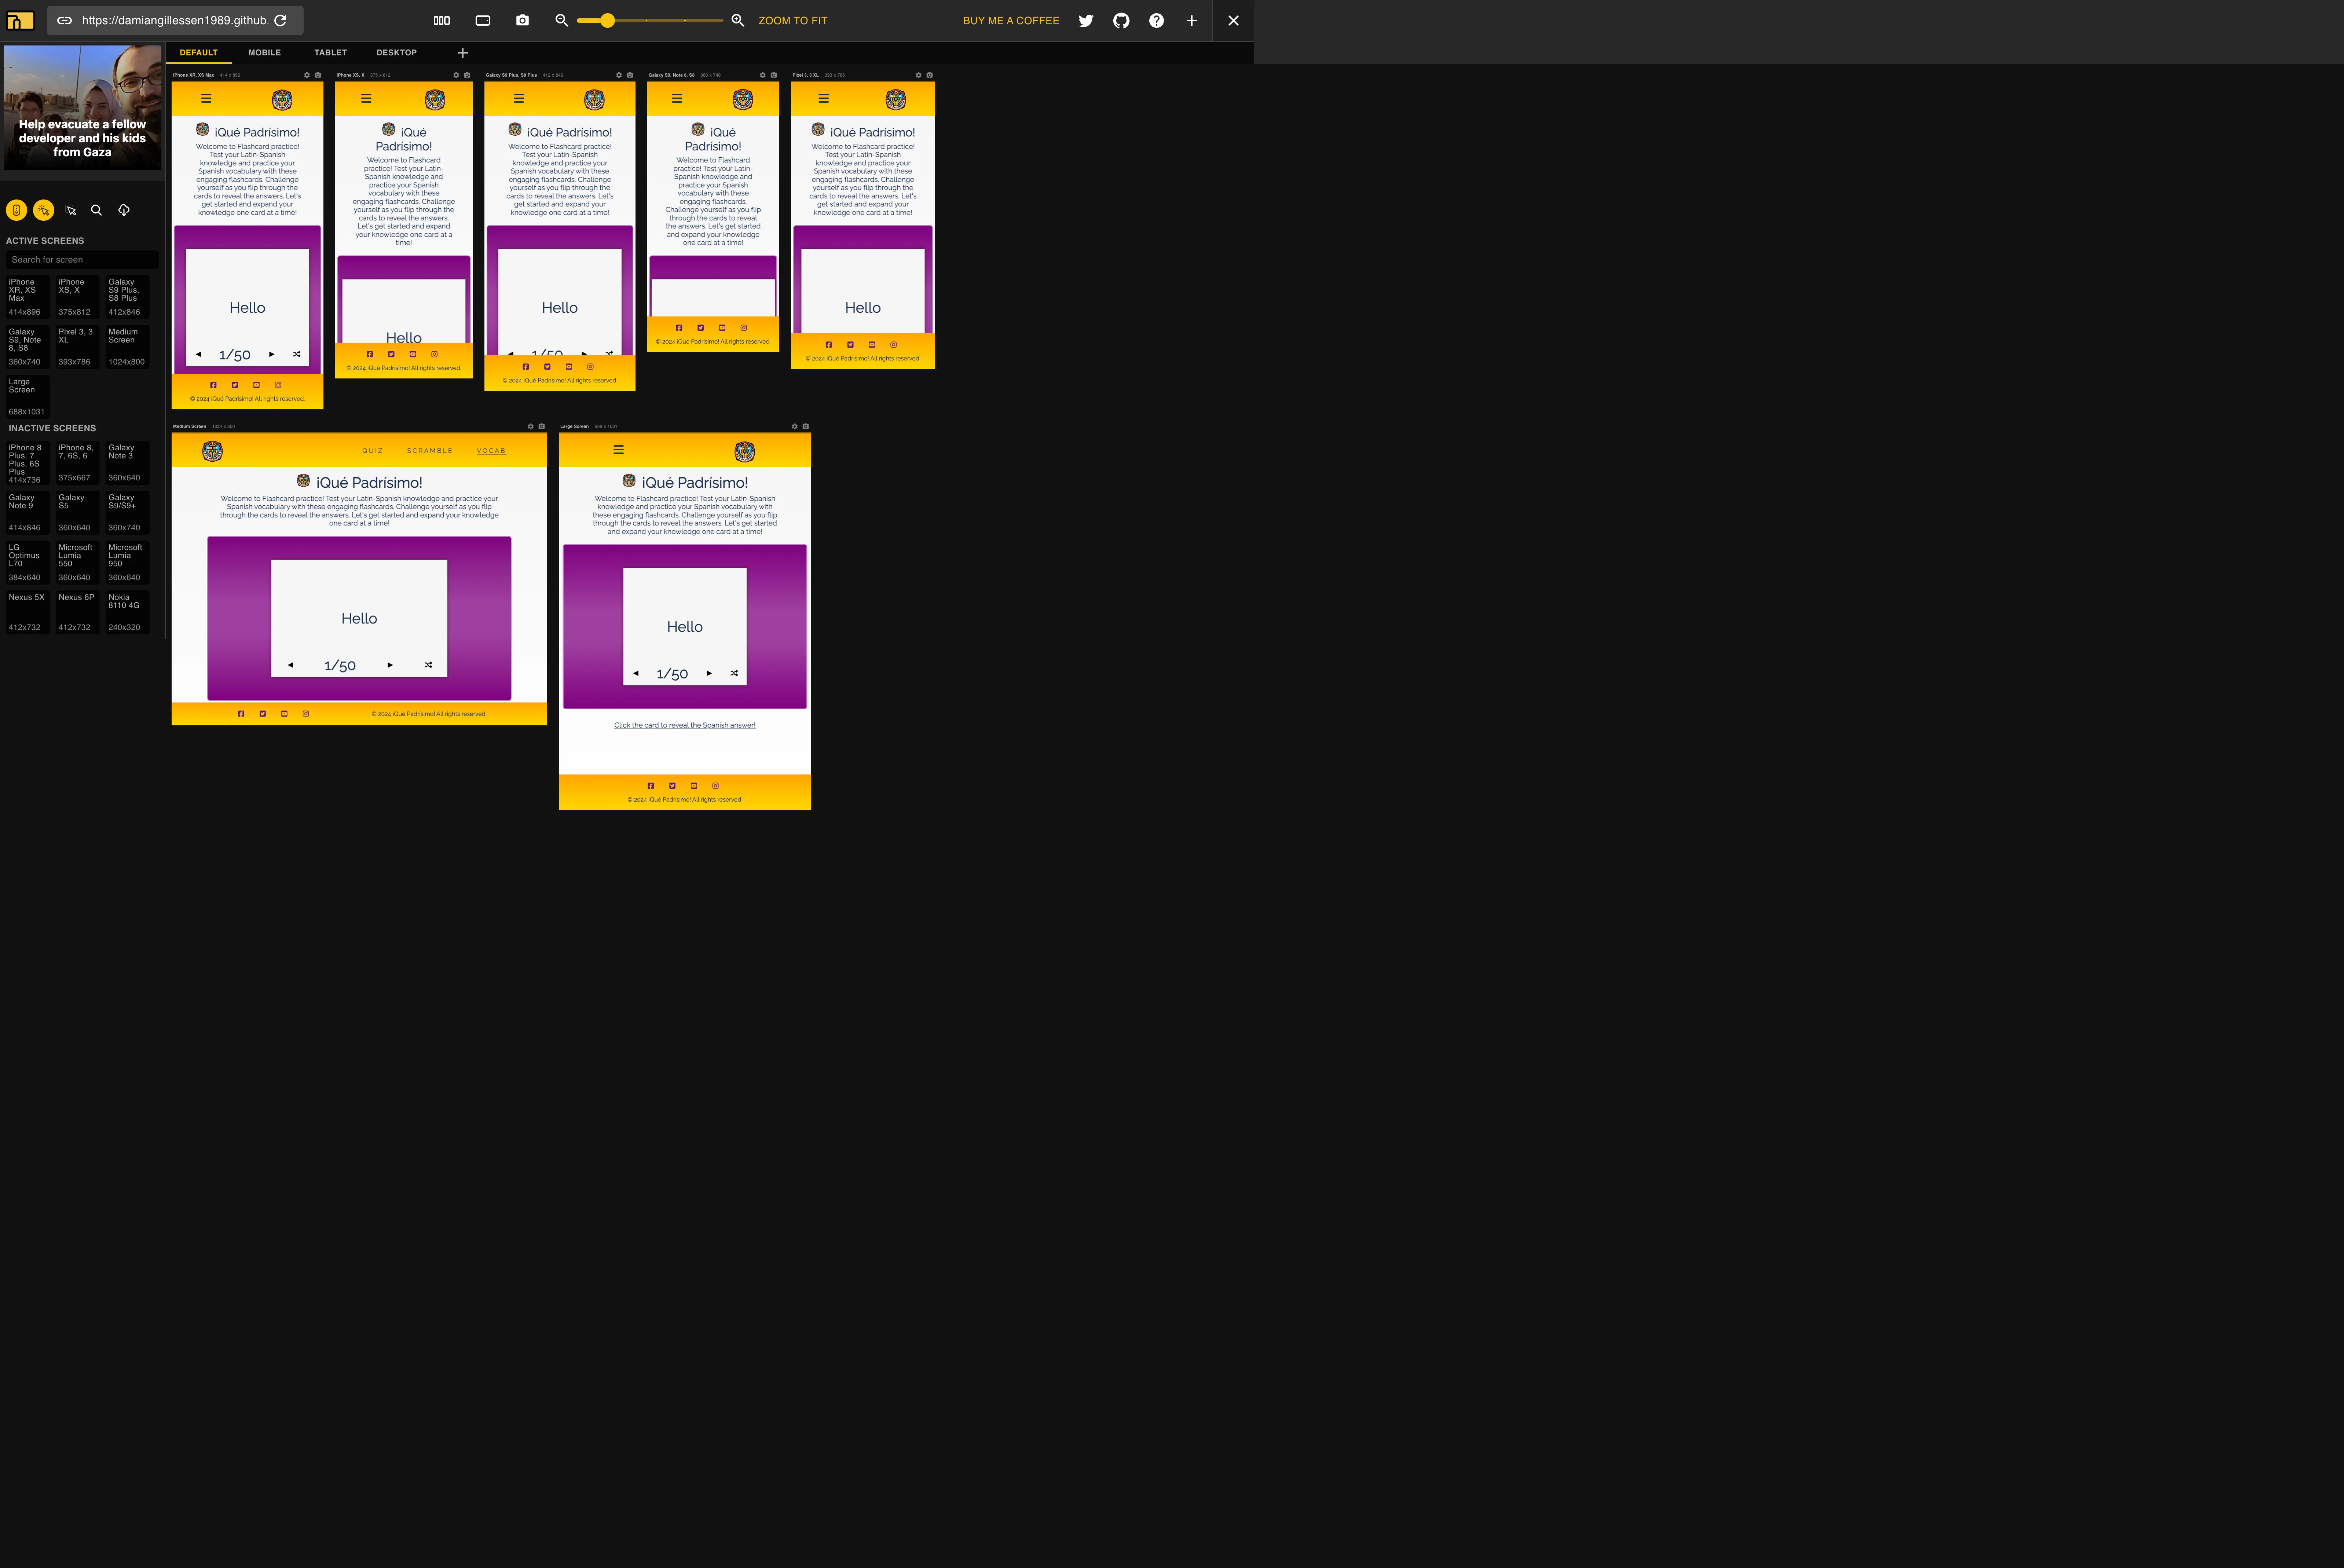 https://damiangillessen1989.github.
ZOOM TO FIT
BUY ME A COFFEE
Help evacuate a fellow
developer and his kids
from Gaza
DEFAULT
MOBILE
TABLET
DESKTOP
ACTIVE SCREENS
Search for screen
iPhone
XR, XS
Max
414x896
iPhone
XS, X
375x812
Galaxy
S9 Plus,
S8 Plus
412x846
Galaxy
S9, Note
8, S8
360x740
Pixel 3, 3
XL
393x786
Medium
Screen
1024x800
Large
Screen
688x1031
INACTIVE SCREENS
iPhone 8
Plus, 7
Plus, 6S
Plus
414x736
iPhone 8,
7, 6S, 6
375x667
Galaxy
Note 3
360x640
Galaxy
Note 9
414x846
Galaxy
S5
360x640
Galaxy
S9/S9+
360x740
LG
Optimus
L70
384x640
Microsoft
Lumia
550
360x640
Microsoft
Lumia
950
360x640
Nexus 5X
412x732
Nexus 6P
412x732
Nokia
8110 4G
240x320
iPhone XR, XS Max 414 x 896
¡Qué Padrísimo!
Welcome to Flashcard practice!
Test your Latin-Spanish
knowledge and practice your
Spanish vocabulary with these
engaging flashcards. Challenge
yourself as you flip through the
cards to reveal the answers. Let's
get started and expand your
knowledge one card at a time!
Hello
1/50
© 2024 ¡Qué Padrísimo! All rights reserved.
iPhone XS, X 375 x 812
¡Qué
Padrísimo!
Welcome to Flashcard
practice! Test your Latin-
Spanish knowledge and
practice your Spanish
vocabulary with these
engaging flashcards. Challenge
yourself as you flip through the
cards to reveal the answers.
Let's get started and expand
your knowledge one card at a
time!
Hello
© 2024 ¡Qué Padrísimo! All rights reserved.
Galaxy S9 Plus, S8 Plus 412 x 846
¡Qué Padrísimo!
Welcome to Flashcard practice!
Test your Latin-Spanish
knowledge and practice your
Spanish vocabulary with these
engaging flashcards. Challenge
yourself as you flip through the
cards to reveal the answers. Let's
get started and expand your
knowledge one card at a time!
Hello
1/50
© 2024 ¡Qué Padrísimo! All rights reserved.
Galaxy S9, Note 8, S8 360 x 740
¡Qué
Padrísimo!
Welcome to Flashcard
practice! Test your Latin-
Spanish knowledge and
practice your Spanish
vocabulary with these
engaging flashcards.
Challenge yourself as you flip
through the cards to reveal
the answers. Let's get started
and expand your knowledge
one card at a time!
© 2024 ¡Qué Padrísimo! All rights reserved.
Pixel 3, 3 XL 393 x 786
¡Qué Padrísimo!
Welcome to Flashcard practice!
Test your Latin-Spanish
knowledge and practice your
Spanish vocabulary with these
engaging flashcards. Challenge
yourself as you flip through the
cards to reveal the answers. Let's
get started and expand your
knowledge one card at a time!
Hello
© 2024 ¡Qué Padrísimo! All rights reserved.
Medium Screen 1024 x 800
QUIZ
SCRAMBLE
VOCAB
¡Qué Padrísimo!
Welcome to Flashcard practice! Test your Latin-Spanish knowledge and practice your
Spanish vocabulary with these engaging flashcards. Challenge yourself as you flip
through the cards to reveal the answers. Let's get started and expand your knowledge
one card at a time!
Hello
1/50
© 2024 ¡Qué Padrísimo! All rights reserved.
Large Screen 688 x 1031
¡Qué Padrísimo!
Welcome to Flashcard practice! Test your Latin-Spanish
knowledge and practice your Spanish vocabulary with
these engaging flashcards. Challenge yourself as you flip
through the cards to reveal the answers. Let's get started
and expand your knowledge one card at a time!
Hello
1/50
Click the card to reveal the Spanish answer!
© 2024 ¡Qué Padrísimo! All rights reserved.